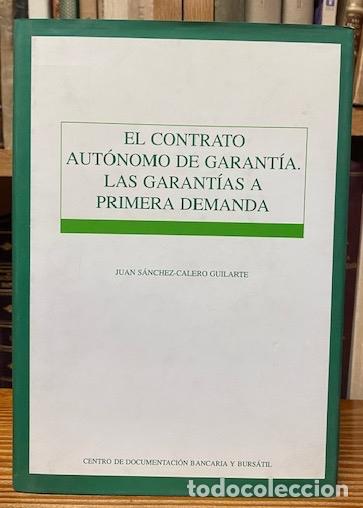 EL CONTRATO
AUTÓNOMO DE GARANTÍA.
LAS GARANTÍAS A
PRIMERA DEMANDA
JUAN SÁNCHEZ-CALERO GUILARTE
CENTRO DE DOCUMENTACIÓN BANCARIA Y BURSÁTIL
todocoleccion